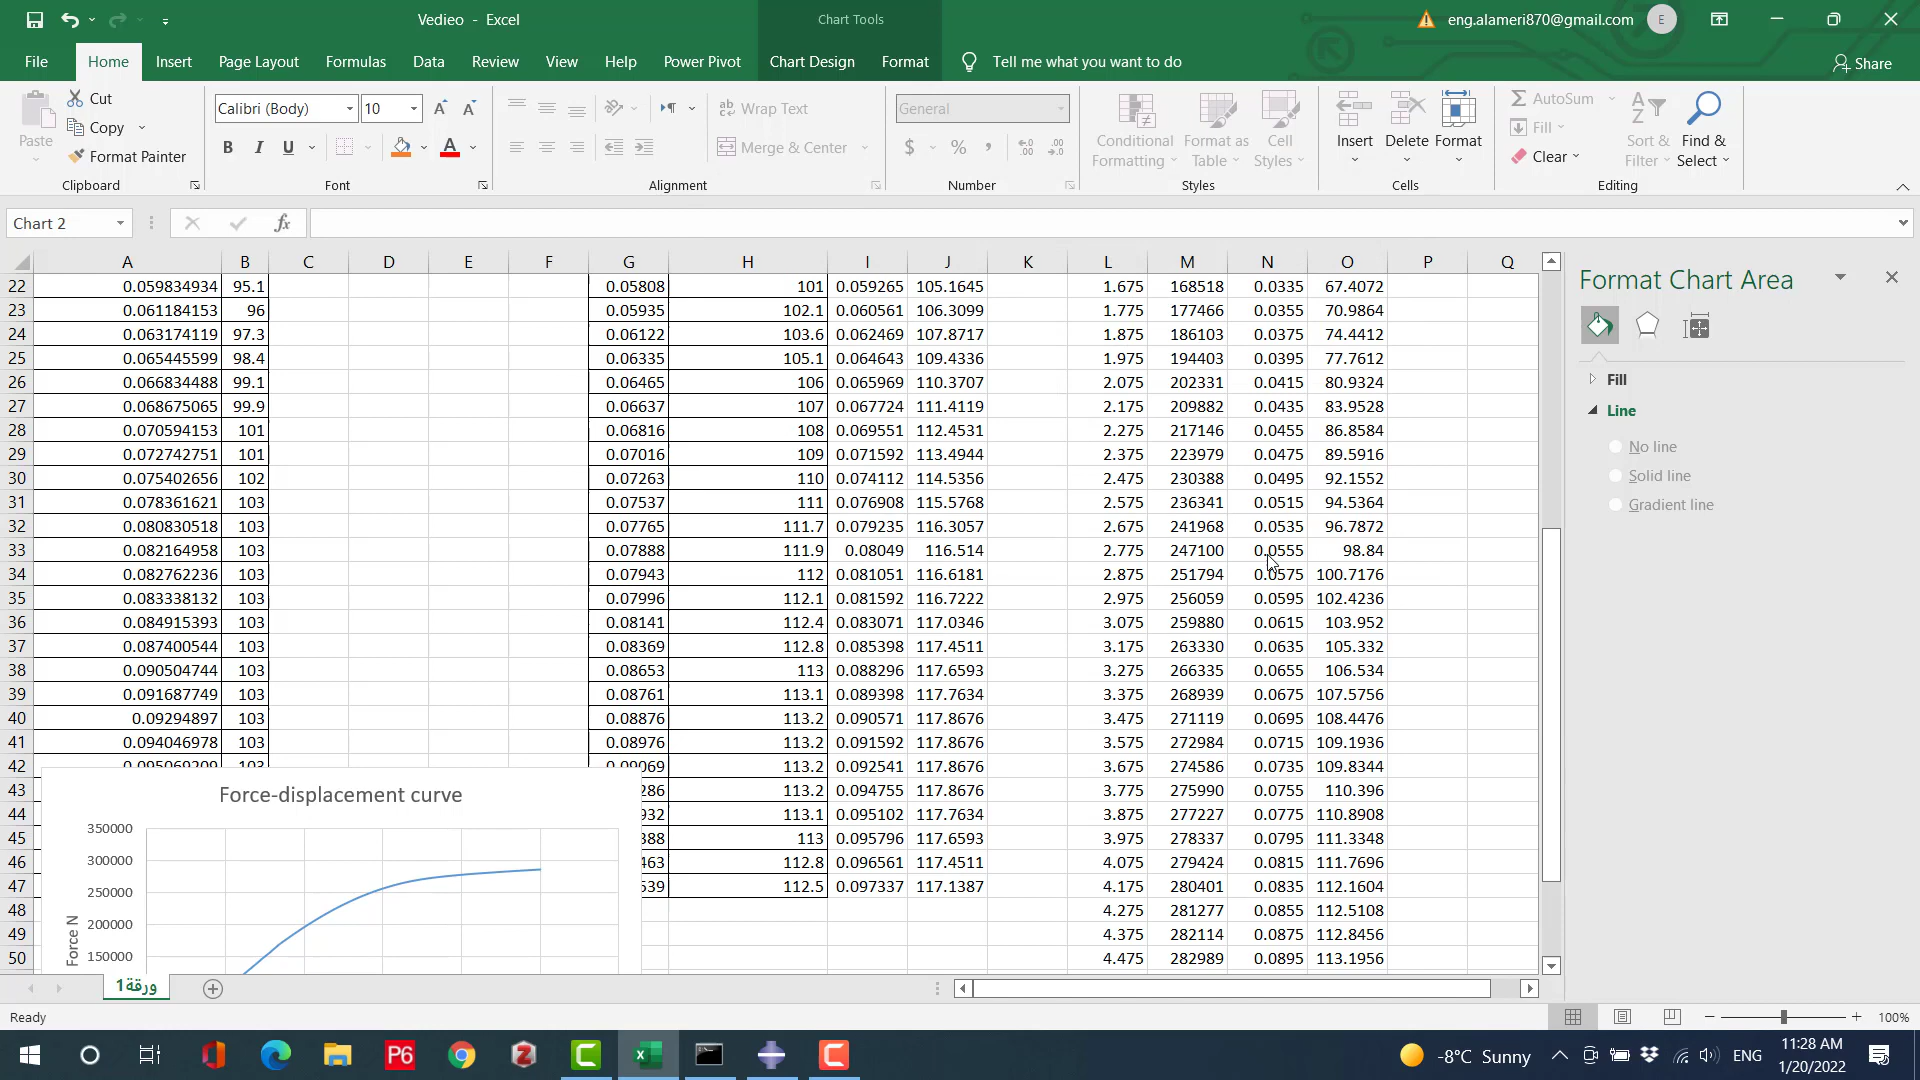 Vedieo - Excel
Chart Tools
eng.alameri870@gmail.com
E
File
Home
Insert
Page Layout
Formulas
Data
Review
View
Help
Power Pivot
Chart Design
Format
Tell me what you want to do
Share
Paste
Cut
Copy
Format Painter
Clipboard
Calibri (Body)
10
B I U
Font
Wrap Text
Merge & Center
Alignment
General
$ % ,
Number
Conditional Formatting
Format as Table
Cell Styles
Styles
Insert
Delete
Format
Cells
AutoSum
Fill
Clear
Sort & Filter
Find & Select
Editing
Chart 2
fx
A B C D E F G H I J K L M N O P Q
22 0.059834934 95.1 0.05808 101 0.059265 105.1645 1.675 168518 0.0335 67.4072
23 0.061184153 96 0.05935 102.1 0.060561 106.3099 1.775 177466 0.0355 70.9864
24 0.063174119 97.3 0.06122 103.6 0.062469 107.8717 1.875 186103 0.0375 74.4412
25 0.065445599 98.4 0.06335 105.1 0.064643 109.4336 1.975 194403 0.0395 77.7612
26 0.066834488 99.1 0.06465 106 0.065969 110.3707 2.075 202331 0.0415 80.9324
27 0.068675065 99.9 0.06637 107 0.067724 111.4119 2.175 209882 0.0435 83.9528
28 0.070594153 101 0.06816 108 0.069551 112.4531 2.275 217146 0.0455 86.8584
29 0.072742751 101 0.07016 109 0.071592 113.4944 2.375 223979 0.0475 89.5916
30 0.075402656 102 0.07263 110 0.074112 114.5356 2.475 230388 0.0495 92.1552
31 0.078361621 103 0.07537 111 0.076908 115.5768 2.575 236341 0.0515 94.5364
32 0.080830518 103 0.07765 111.7 0.079235 116.3057 2.675 241968 0.0535 96.7872
33 0.082164958 103 0.07888 111.9 0.08049 116.514 2.775 247100 0.0555 98.84
34 0.082762236 103 0.07943 112 0.081051 116.6181 2.875 251794 0.0575 100.7176
35 0.083338132 103 0.07996 112.1 0.081592 116.7222 2.975 256059 0.0595 102.4236
36 0.084915393 103 0.08141 112.4 0.083071 117.0346 3.075 259880 0.0615 103.952
37 0.087400544 103 0.08369 112.8 0.085398 117.4511 3.175 263330 0.0635 105.332
38 0.090504744 103 0.08653 113 0.088296 117.6593 3.275 266335 0.0655 106.534
39 0.091687749 103 0.08761 113.1 0.089398 117.7634 3.375 268939 0.0675 107.5756
40 0.09294897 103 0.08876 113.2 0.090571 117.8676 3.475 271119 0.0695 108.4476
41 0.094046978 103 0.08976 113.2 0.091592 117.8676 3.575 272984 0.0715 109.1936
42 0.095069209 103 0.09069 113.2 0.092541 117.8676 3.675 274586 0.0735 109.8344
43 286 113.2 0.094755 117.8676 3.775 275990 0.0755 110.396
44 932 113.1 0.095102 117.7634 3.875 277227 0.0775 110.8908
45 388 113 0.095796 117.6593 3.975 278337 0.0795 111.3348
46 463 112.8 0.096561 117.4511 4.075 279424 0.0815 111.7696
47 539 112.5 0.097337 117.1387 4.175 280401 0.0835 112.1604
48 4.275 281277 0.0855 112.5108
49 4.375 282114 0.0875 112.8456
50 4.475 282989 0.0895 113.1956
Force-displacement curve
350000
300000
250000
200000
150000
Force N
Format Chart Area
Fill
Line
No line
Solid line
Gradient line
ورقة1
Ready
100%
P6
-8°C Sunny
ENG
11:28 AM
1/20/2022